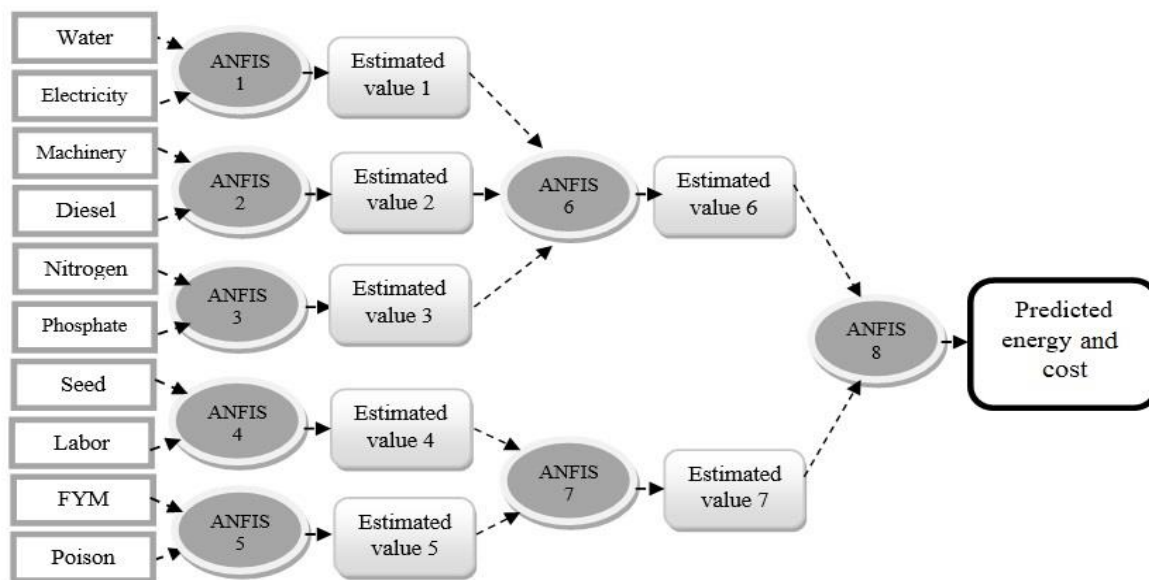 Water
Electricity
Machinery
Diesel
Nitrogen
Phosphate
Seed
Labor
FYM
Poison
ANFIS
1
ANFIS
2
ANFIS
3
ANFIS
4
ANFIS
5
Estimated
value 1
Estimated
value 2
Estimated
value 3
Estimated
value 4
Estimated
value 5
ANFIS
6
ANFIS
7
Estimated
value 6
Estimated
value 7
ANFIS
8
Predicted
energy and
cost